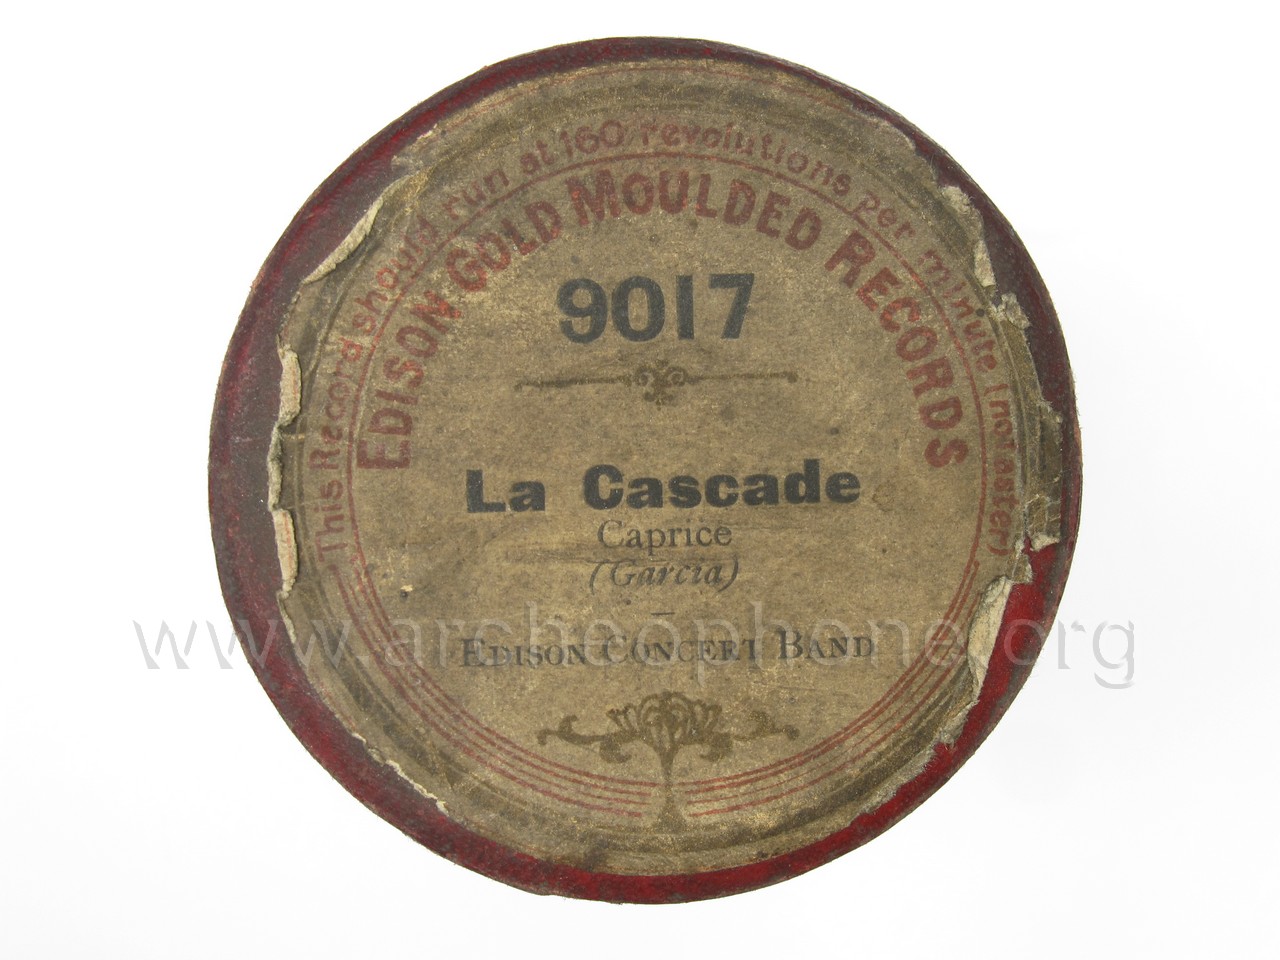 This Record should run at 160 revolutions per minute (not aster)
EDISON GOLD MOULDED RECORDS
9017
La Cascade
Caprice
(Garcia)
EDISON CONCERT BAND
www.archeophone.org